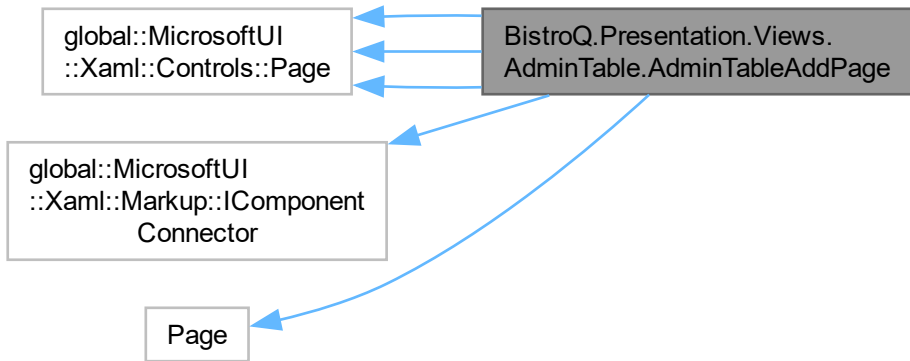 global::MicrosoftUI
::Xaml::Controls::Page
BistroQ.Presentation.Views.
AdminTable.AdminTableAddPage
global::MicrosoftUI
::Xaml::Markup::IComponent
Connector
Page